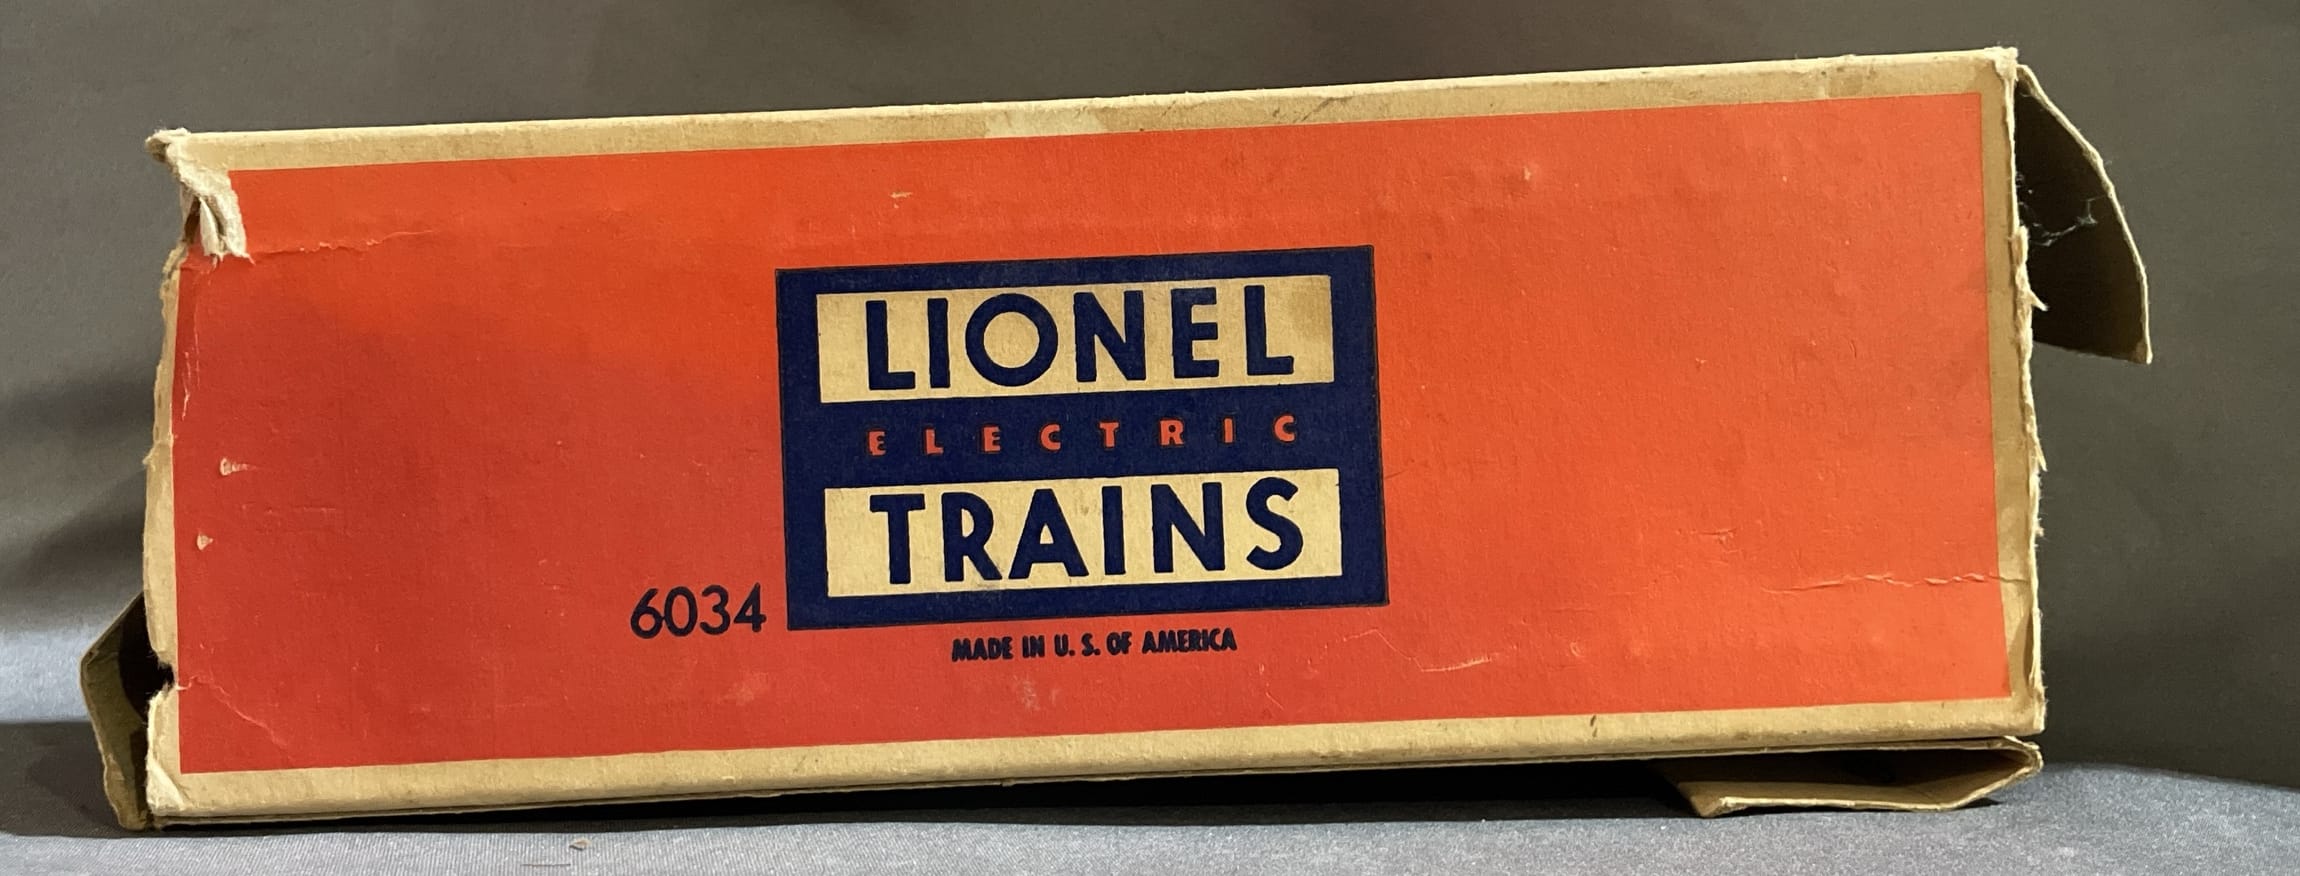 LIONEL
ELECTRIC
TRAINS
6034
MADE IN U. S. OF AMERICA